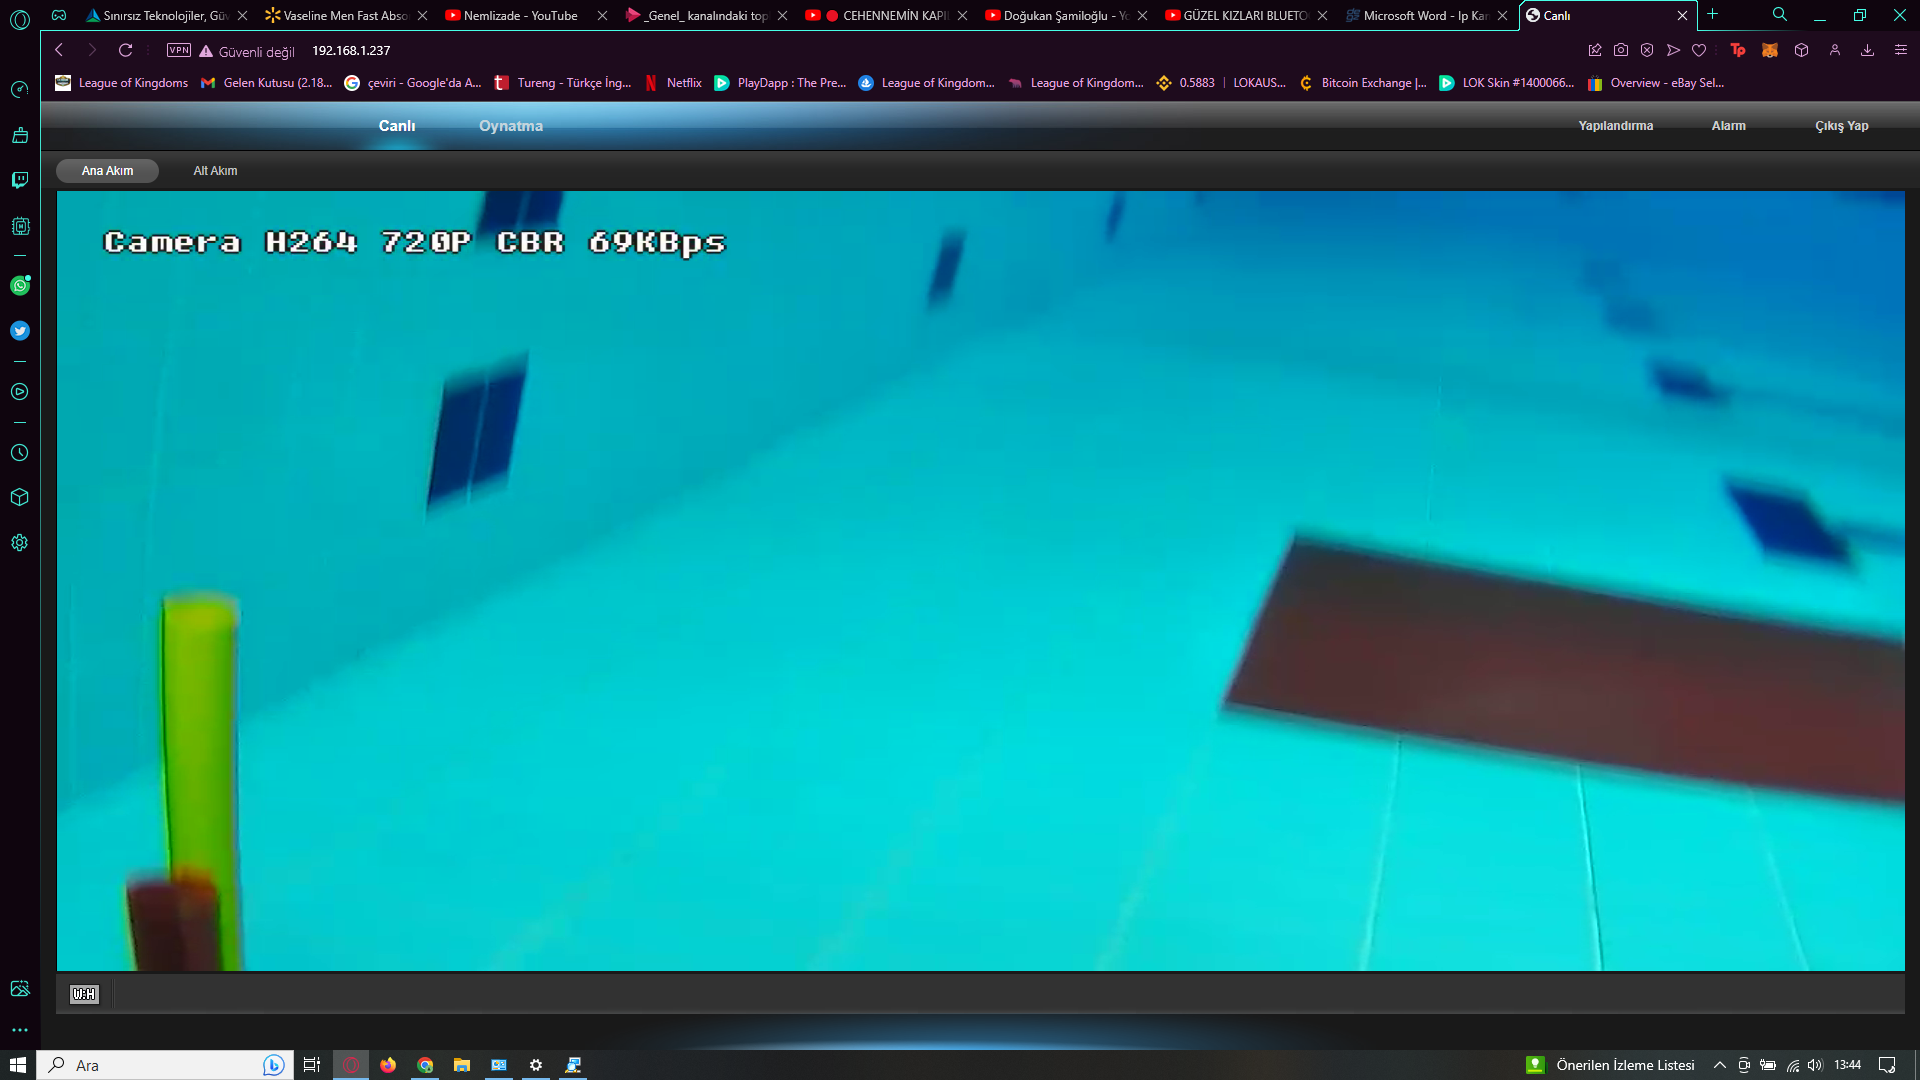 Sınırsız Teknolojiler, Gü
Vaseline Men Fast Abso
Nemlizade - YouTube
_Genel_ kanalındaki top
CEHENNEMİN KAPI
Doğukan Şamiloğlu - Yo
GÜZEL KIZLARI BLUETO
Microsoft Word - Ip Kam
Canlı
VPN
Güvenli değil
192.168.1.237
Tp
League of Kingdoms
Gelen Kutusu (2.18...
çeviri - Google'da A...
Tureng - Türkçe İng...
Netflix
PlayDapp : The Pre...
League of Kingdom...
League of Kingdom...
0.5883 | LOKAUS...
Bitcoin Exchange |...
LOK Skin #1400066...
Overview - eBay Sel...
Canlı
Oynatma
Yapılandırma
Alarm
Çıkış Yap
Ana Akım
Alt Akım
Camera H264 720P CBR 69KBps
W:H
Ara
Önerilen İzleme Listesi
13:44